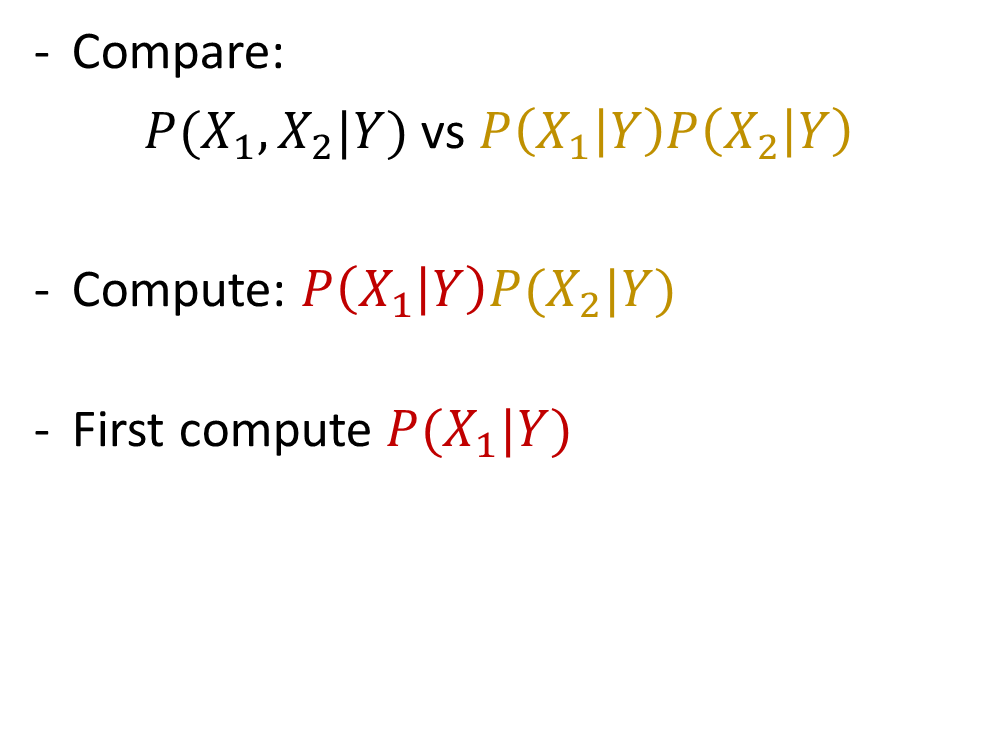 - Compare:
P(X₁, X₂|Y) vs P(X₁|Y)P(X₂|Y)
- Compute: P(X₁|Y)P(X₂|Y)
- First compute P(X₁|Y)